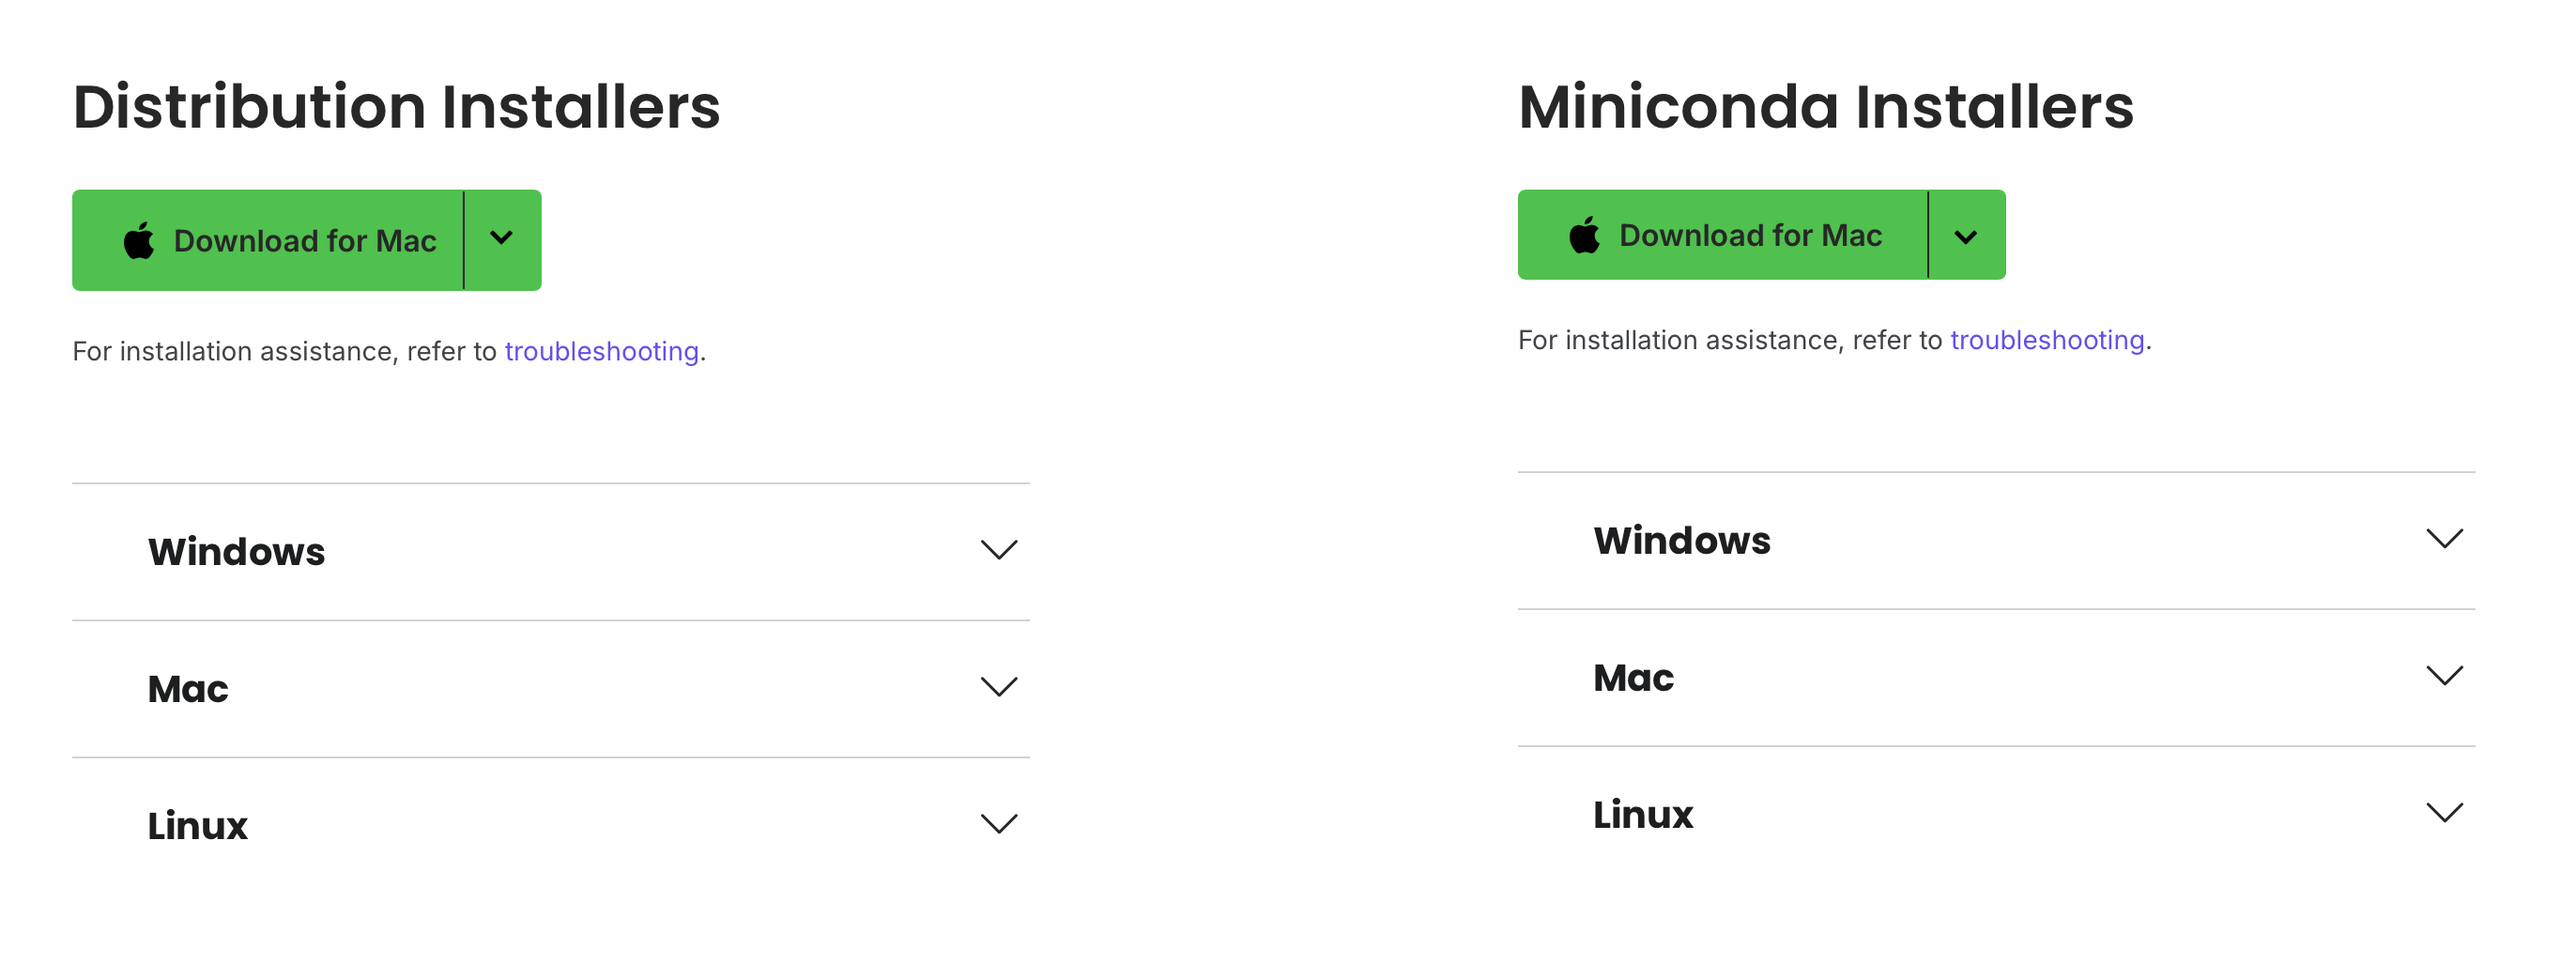 Distribution Installers
Download for Mac
For installation assistance, refer to troubleshooting.
Windows
Mac
Linux
Miniconda Installers
Download for Mac
For installation assistance, refer to troubleshooting.
Windows
Mac
Linux